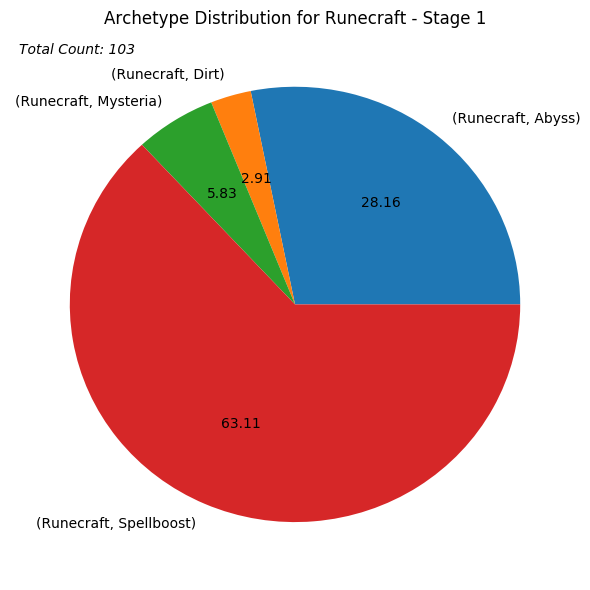 Archetype Distribution for Runecraft - Stage 1
Total Count: 103
(Runecraft, Dirt)
(Runecraft, Mysteria)
(Runecraft, Abyss)
2.91
5.83
28.16
63.11
(Runecraft, Spellboost)